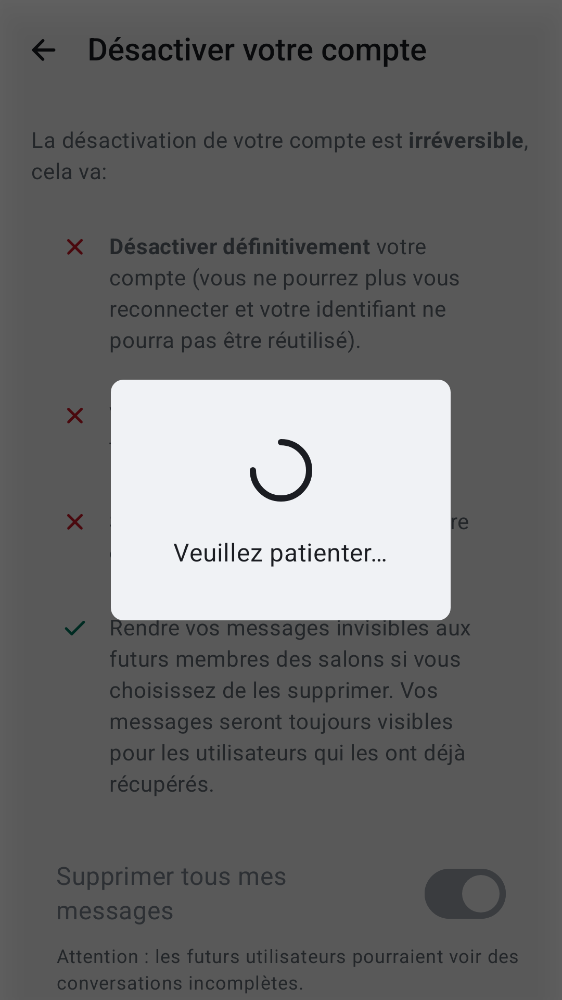 Désactiver votre compte
La désactivation de votre compte est irréversible,
cela va:
Désactiver définitivement votre
compte (vous ne pourrez plus vous
reconnecter et votre identifiant ne
pourra pas être réutilisé).
Veuillez patienter…
Rendre vos messages invisibles aux
futurs membres des salons si vous
choisissez de les supprimer. Vos
messages seront toujours visibles
pour les utilisateurs qui les ont déjà
récupérés.
Supprimer tous mes
messages
Attention : les futurs utilisateurs pourraient voir des
conversations incomplètes.